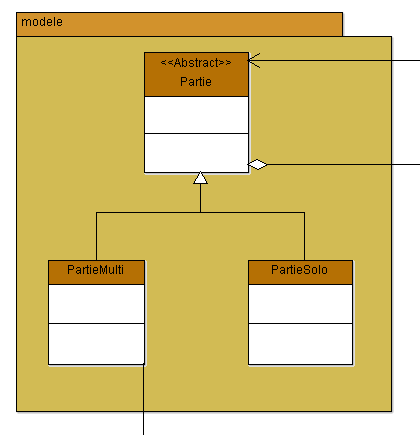 modele
<<Abstract>>
Partie
PartieMulti
PartieSolo